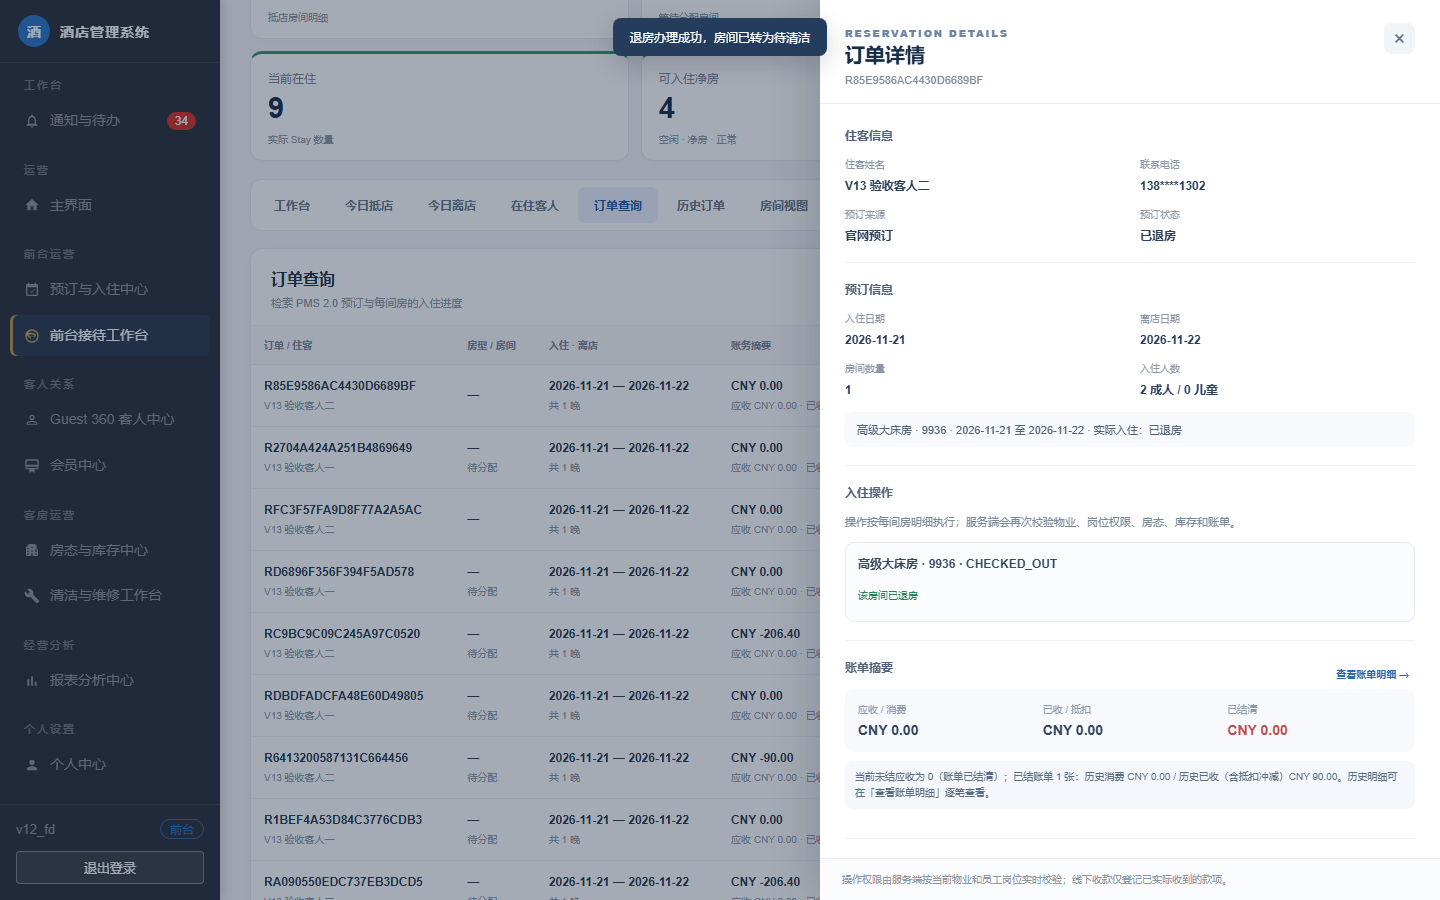 酒 酒店管理系统
工作台
通知与待办 34
运营
主界面
前台运营
预订与入住中心
前台接待工作台
客人关系
Guest 360 客人中心
会员中心
客房运营
房态与库存中心
清洁与维修工作台
经营分析
报表分析中心
个人设置
个人中心
v12_fd 前台
退出登录
抵店房间明细
等待分配房间
退房办理成功，房间已转为待清洁
当前在住
9
实际 Stay 数量
可入住净房
4
空闲 · 净房 · 正常
工作台 今日抵店 今日离店 在住客人 订单查询 历史订单 房间视图
订单查询
检索 PMS 2.0 预订与每间房的入住进度
订单 / 住客 房型 / 房间 入住 · 离店 账务摘要
R85E9586AC4430D6689BF — 2026-11-21 — 2026-11-22 CNY 0.00
V13 验收客人二 共 1 晚 应收 CNY 0.00 · 已收
R2704A424A251B4869649 — 2026-11-21 — 2026-11-22 CNY 0.00
V13 验收客人一 待分配 共 1 晚 应收 CNY 0.00 · 已收
RFC3F57FA9D8F77A2A5AC — 2026-11-21 — 2026-11-22 CNY 0.00
V13 验收客人二 共 1 晚 应收 CNY 0.00 · 已收
RD6896F356F394F5AD578 — 2026-11-21 — 2026-11-22 CNY 0.00
V13 验收客人一 待分配 共 1 晚 应收 CNY 0.00 · 已收
RC9BC9C09C245A97C0520 — 2026-11-21 — 2026-11-22 CNY -206.40
V13 验收客人二 待分配 共 1 晚 应收 CNY 0.00 · 已收
RDBDFADCFA48E60D49805 — 2026-11-21 — 2026-11-22 CNY 0.00
V13 验收客人一 待分配 共 1 晚 应收 CNY 0.00 · 已收
R6413200587131C664456 — 2026-11-21 — 2026-11-22 CNY -90.00
V13 验收客人二 待分配 共 1 晚 应收 CNY 0.00 · 已收
R1BEF4A53D84C3776CDB3 — 2026-11-21 — 2026-11-22 CNY 0.00
V13 验收客人一 待分配 共 1 晚 应收 CNY 0.00 · 已收
RA090550EDC737EB3DCD5 — 2026-11-21 — 2026-11-22 CNY -206.40
RESERVATION DETAILS
订单详情
R85E9586AC4430D6689BF
住客信息
住客姓名 联系电话
V13 验收客人二 138****1302
预订来源 预订状态
官网预订 已退房
预订信息
入住日期 离店日期
2026-11-21 2026-11-22
房间数量 入住人数
1 2 成人 / 0 儿童
高级大床房 · 9936 · 2026-11-21 至 2026-11-22 · 实际入住：已退房
入住操作
操作按每间房明细执行；服务端会再次校验物业、岗位权限、房态、库存和账单。
高级大床房 · 9936 · CHECKED_OUT
该房间已退房
账单摘要 查看账单明细 →
应收 / 消费 已收 / 抵扣 已结清
CNY 0.00 CNY 0.00 CNY 0.00
当前未结应收为 0（账单已结清）；已结账单 1 张：历史消费 CNY 0.00 / 历史已收（含抵扣冲减）CNY 90.00。历史明细可
在「查看账单明细」逐笔查看。
操作权限由服务端按当前物业和员工岗位实时校验；线下收款仅登记已实际收到的款项。